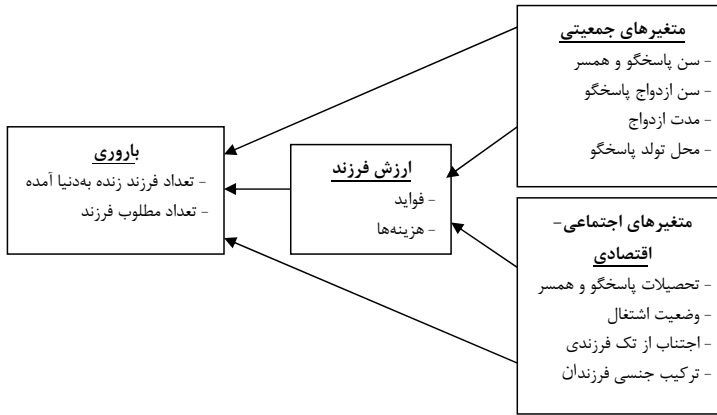 متغیرهای جمعیتی
- سن پاسخگو و همسر
- سن ازدواج پاسخگو
- مدت ازدواج
- محل تولد پاسخگو
متغیرهای اجتماعی-
اقتصادی
- تحصیلات پاسخگو و همسر
- وضعیت اشتغال
- اجتناب از تک فرزندی
- ترکیب جنسی فرزندان
ارزش فرزند
- فواید
- هزینه‌ها
باروری
- تعداد فرزند زنده به‌دنیا آمده
- تعداد مطلوب فرزند